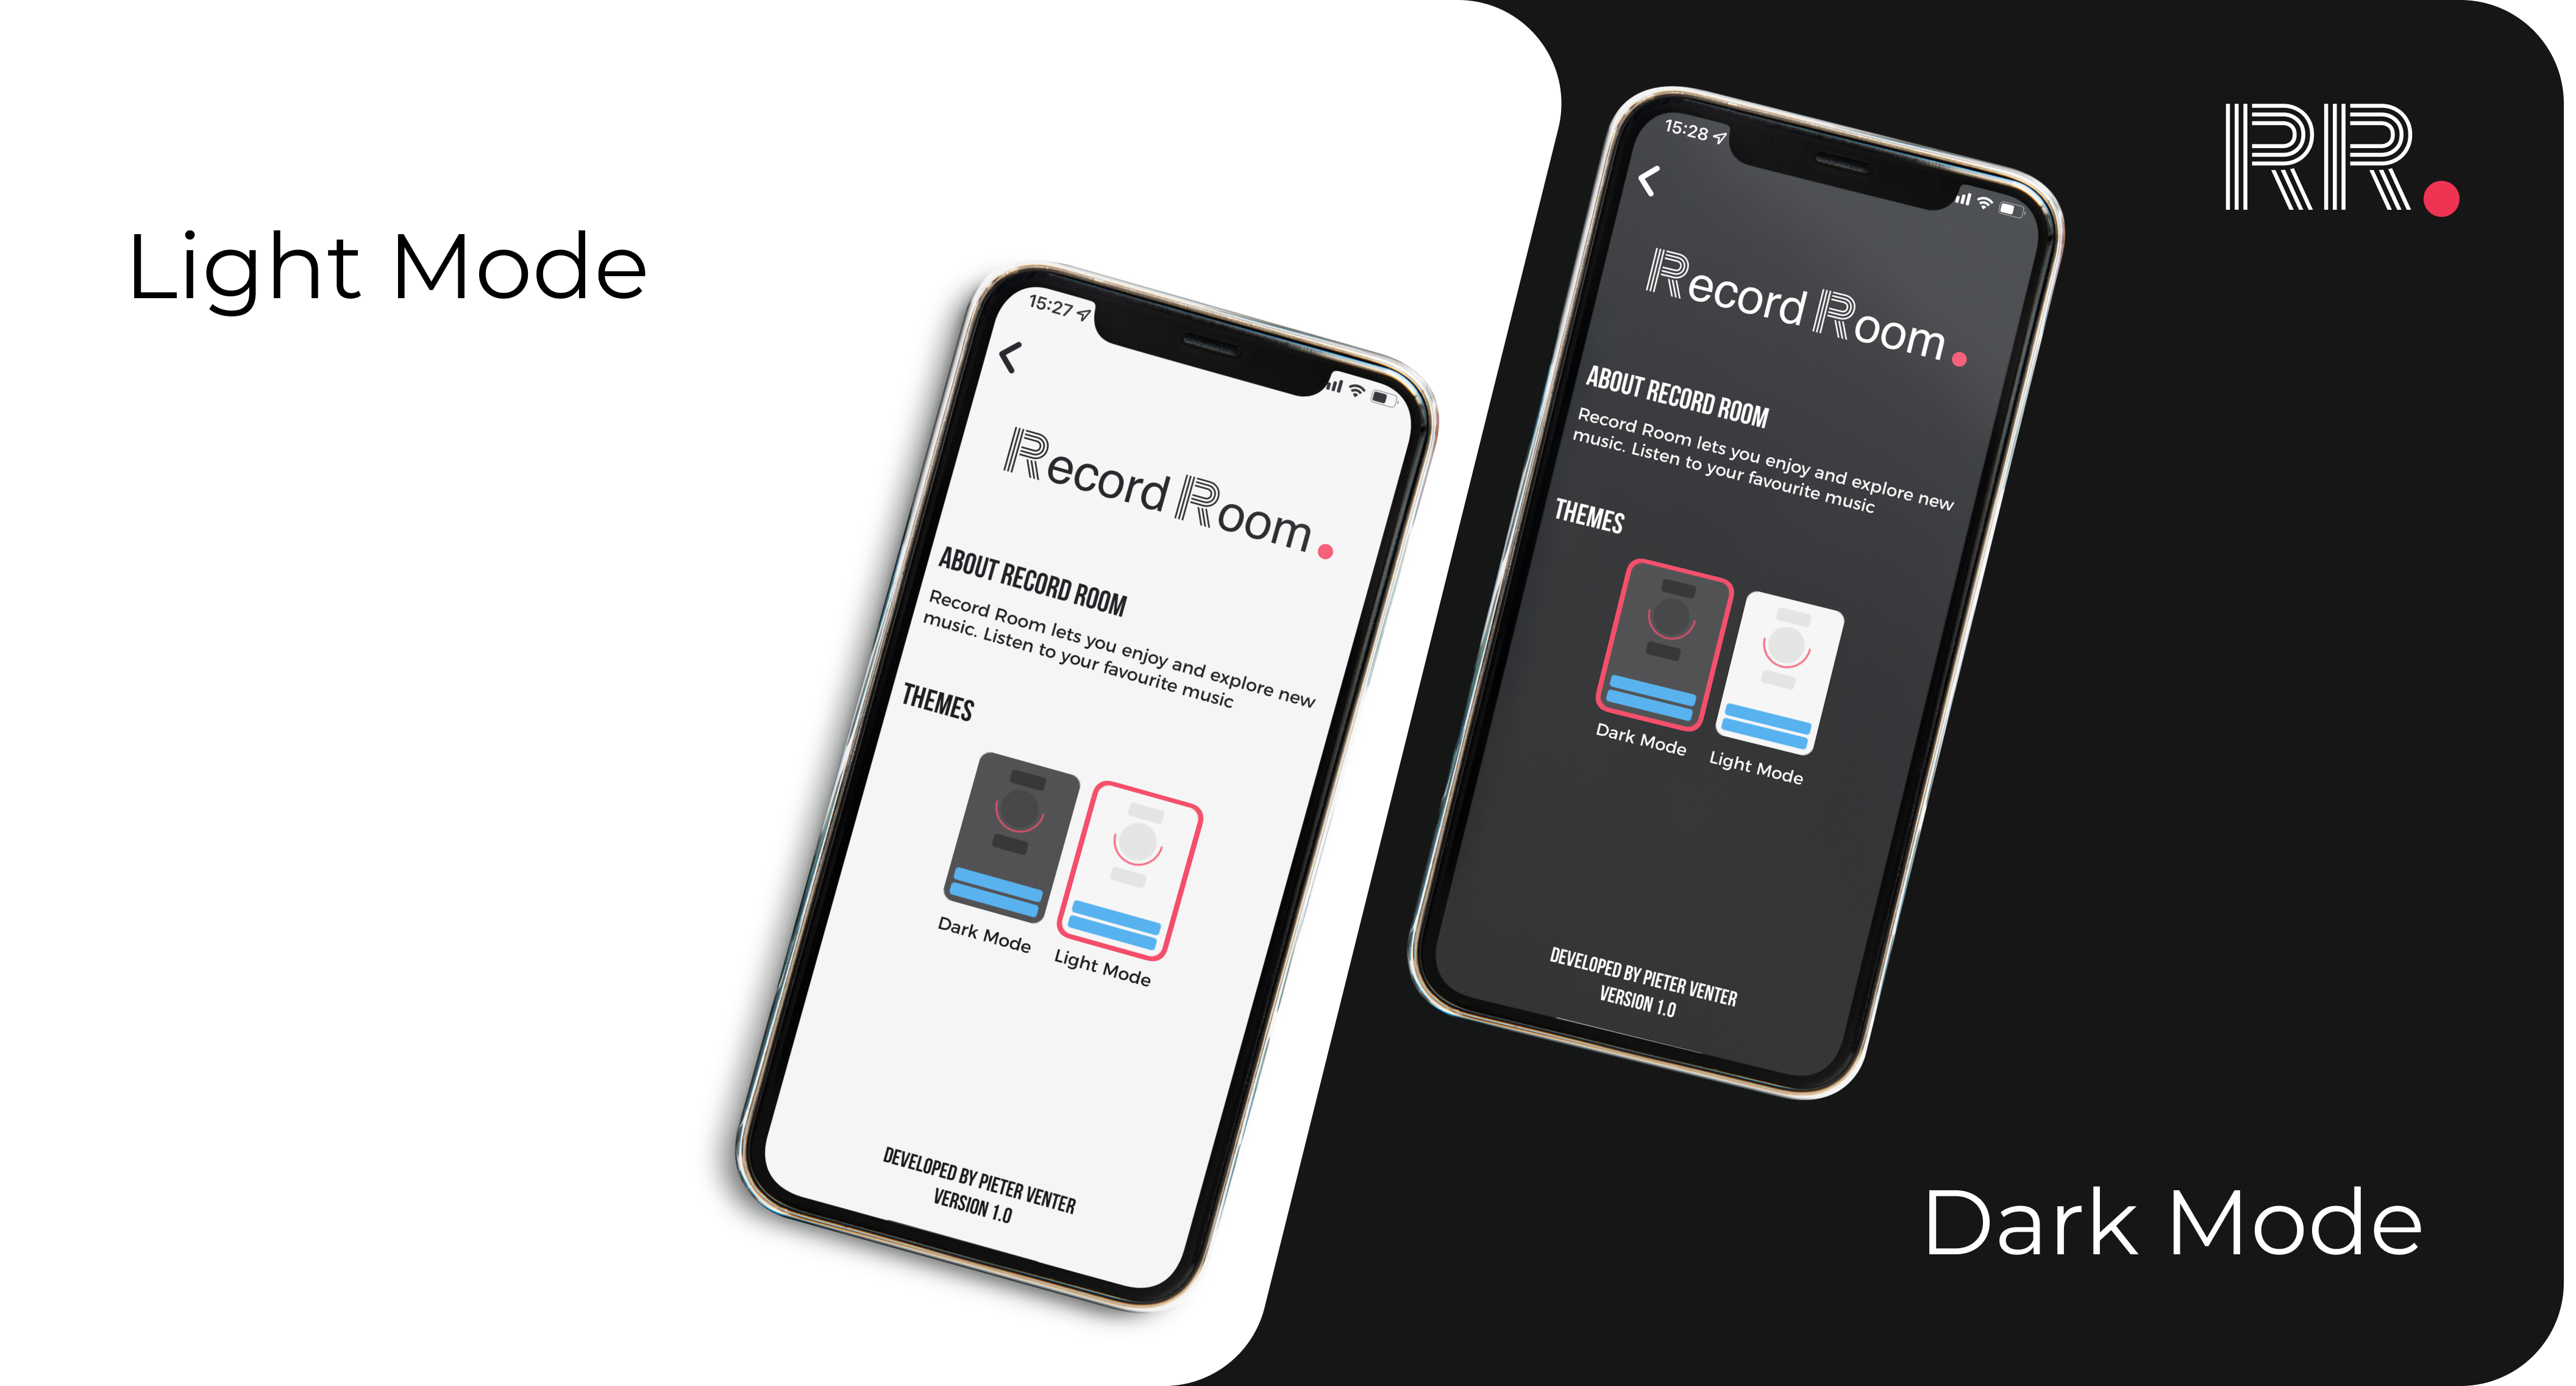 Light Mode
15:27
Record Room.
ABOUT RECORD ROOM
Record Room lets you enjoy and explore new
music. Listen to your favourite music
THEMES
Dark Mode
Light Mode
DEVELOPED BY PIETER VENTER
VERSION 1.0
15:28
Record Room.
ABOUT RECORD ROOM
Record Room lets you enjoy and explore new
music. Listen to your favourite music
THEMES
Dark Mode
Light Mode
DEVELOPED BY PIETER VENTER
VERSION 1.0
RR.
Dark Mode